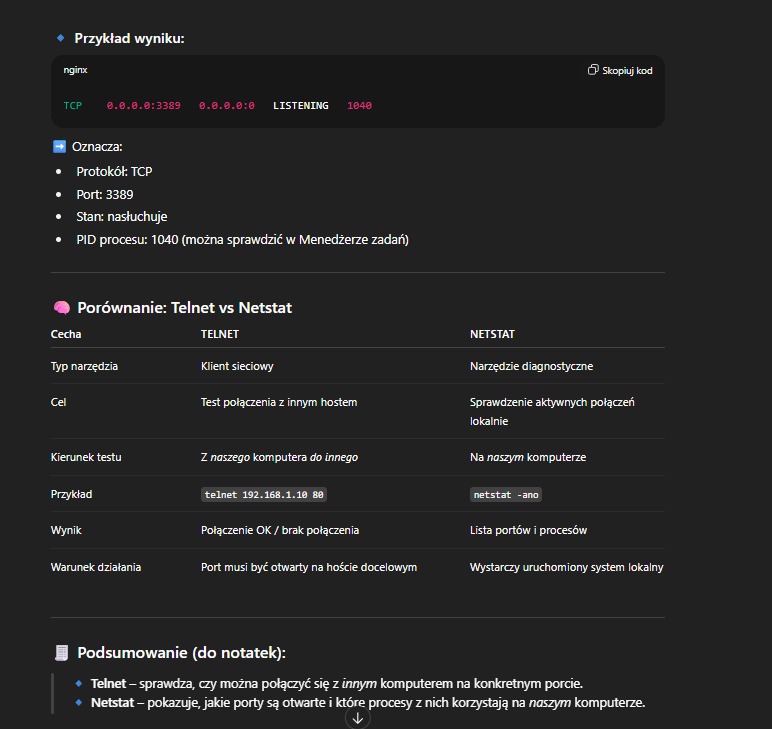 Przykład wyniku:
nginx
Skopiuj kod
TCP 0.0.0.0:3389 0.0.0.0:0 LISTENING 1040
Oznacza:
Protokół: TCP
Port: 3389
Stan: nasłuchuje
PID procesu: 1040 (można sprawdzić w Menedżerze zadań)
Porównanie: Telnet vs Netstat
Cecha TELNET NETSTAT
Typ narzędzia Klient sieciowy Narzędzie diagnostyczne
Cel Test połączenia z innym hostem Sprawdzenie aktywnych połączeń
lokalnie
Kierunek testu Z naszego komputera do innego Na naszym komputerze
Przykład telnet 192.168.1.10 80 netstat -ano
Wynik Połączenie OK / brak połączenia Lista portów i procesów
Warunek działania Port musi być otwarty na hoście docelowym Wystarczy uruchomiony system lokalny
Podsumowanie (do notatek):
Telnet – sprawdza, czy można połączyć się z innym komputerem na konkretnym porcie.
Netstat – pokazuje, jakie porty są otwarte i które procesy z nich korzystają na naszym komputerze.